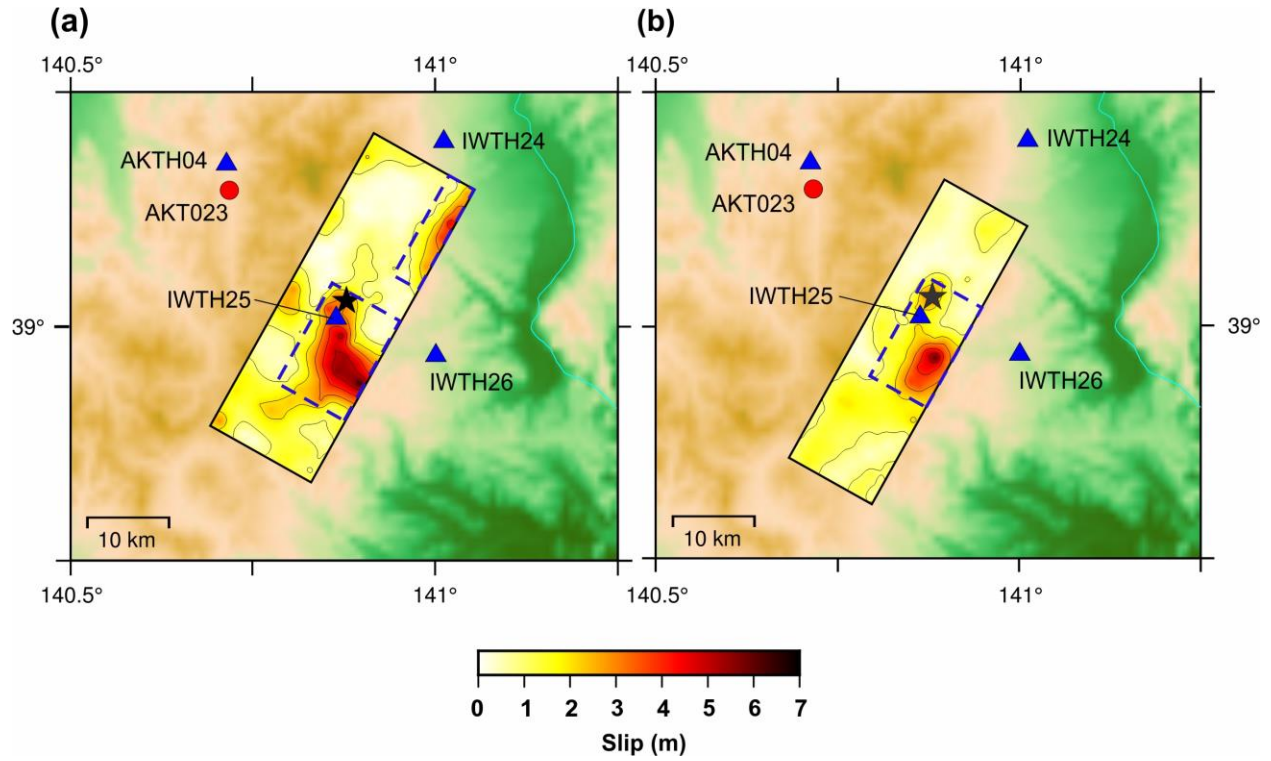 (a)
(b)
140.5° 141° 140.5° 141°
IWTH24 IWTH24
AKTH04 AKTH04
AKT023 AKT023
IWTH25 IWTH25
39° 39°
IWTH26 IWTH26
10 km 10 km
140.5° 141° 140.5° 141°
0 1 2 3 4 5 6 7
Slip (m)